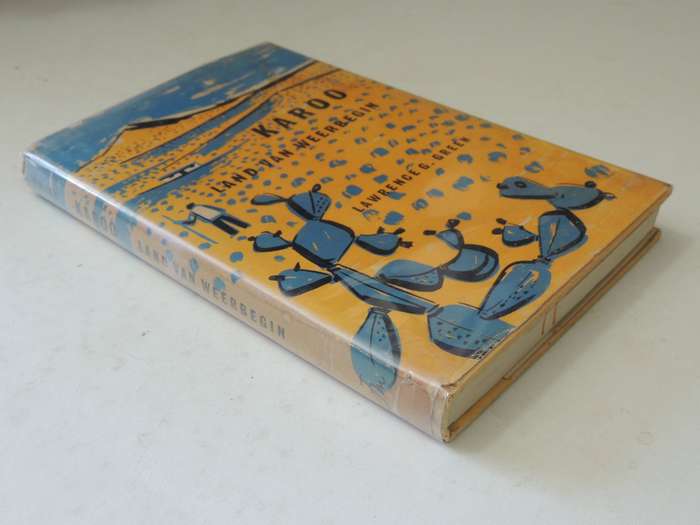 KAROO
LAND VAN WEERBEGIN
LAWRENCE G. GREEN
KAROO
LAND VAN WEERBEGIN